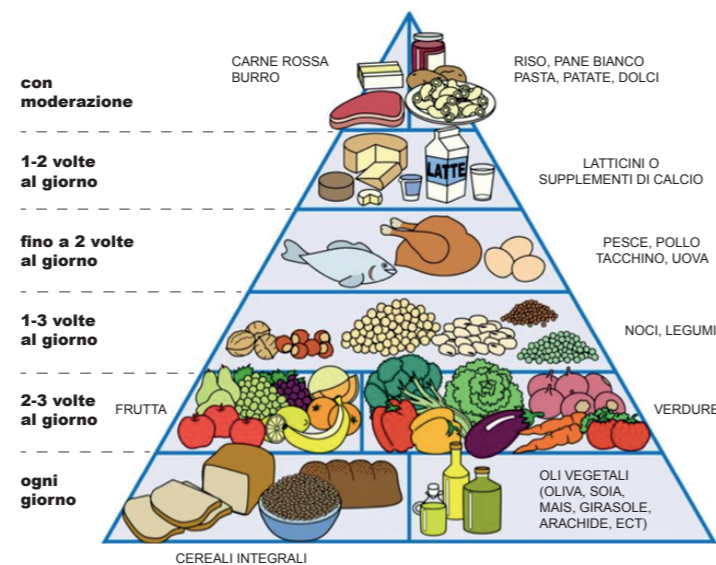 CARNE ROSSA
BURRO
RISO, PANE BIANCO
PASTA, PATATE, DOLCI
con
moderazione
1-2 volte
al giorno
LATTE
LATTICINI O
SUPPLEMENTI DI CALCIO
fino a 2 volte
al giorno
PESCE, POLLO
TACCHINO, UOVA
1-3 volte
al giorno
NOCI, LEGUMI
2-3 volte
al giorno
FRUTTA
VERDURE
ogni
giorno
OLI VEGETALI
(OLIVA, SOIA,
MAIS, GIRASOLE,
ARACHIDE, ECT)
CEREALI INTEGRALI